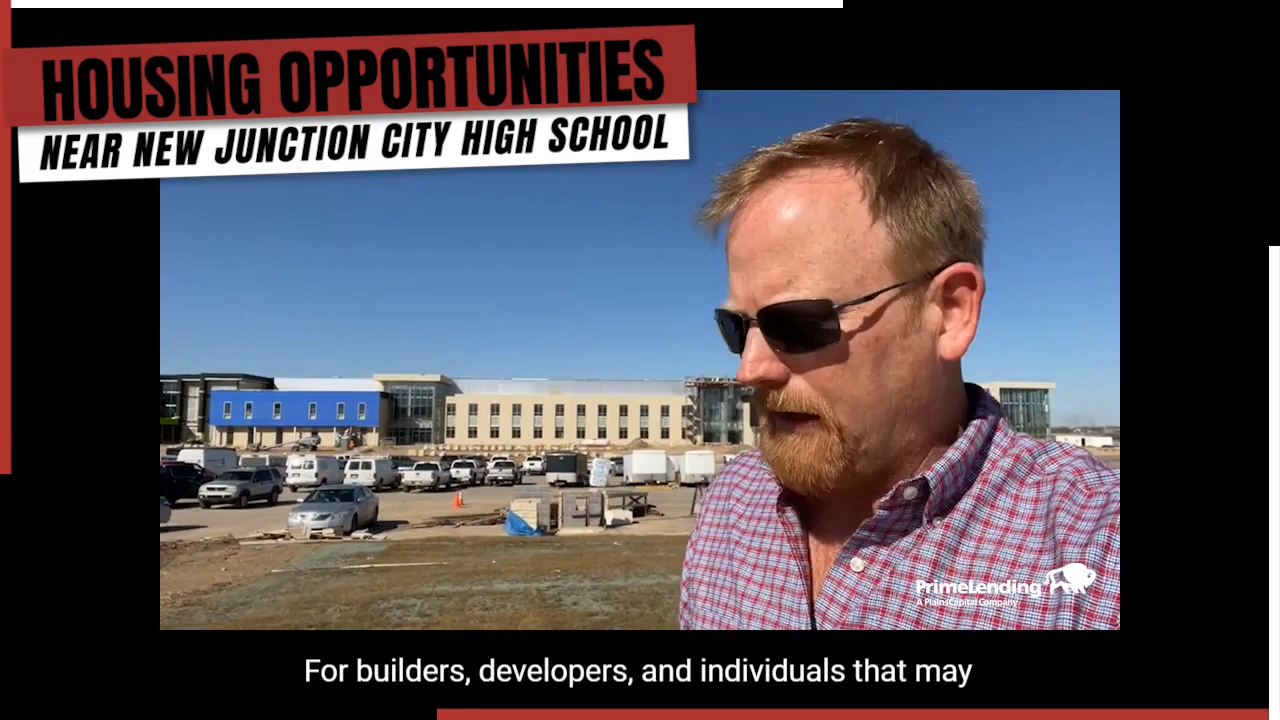 HOUSING OPPORTUNITIES
NEAR NEW JUNCTION CITY HIGH SCHOOL
PrimeLending
A PlainsCapital Company
For builders, developers, and individuals that may